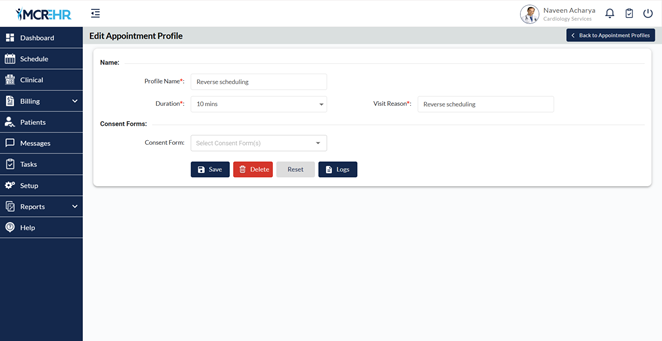 MCREHR
Naveen Acharya
Cardiology Services
Dashboard
Schedule
Clinical
Billing
Patients
Messages
Tasks
Setup
Reports
Help
Edit Appointment Profile
Back to Appointment Profiles
Name:
Profile Name*: Reverse scheduling
Duration*: 10 mins Visit Reason*: Reverse scheduling
Consent Forms:
Consent Form: Select Consent Form(s)
Save Delete Reset Logs